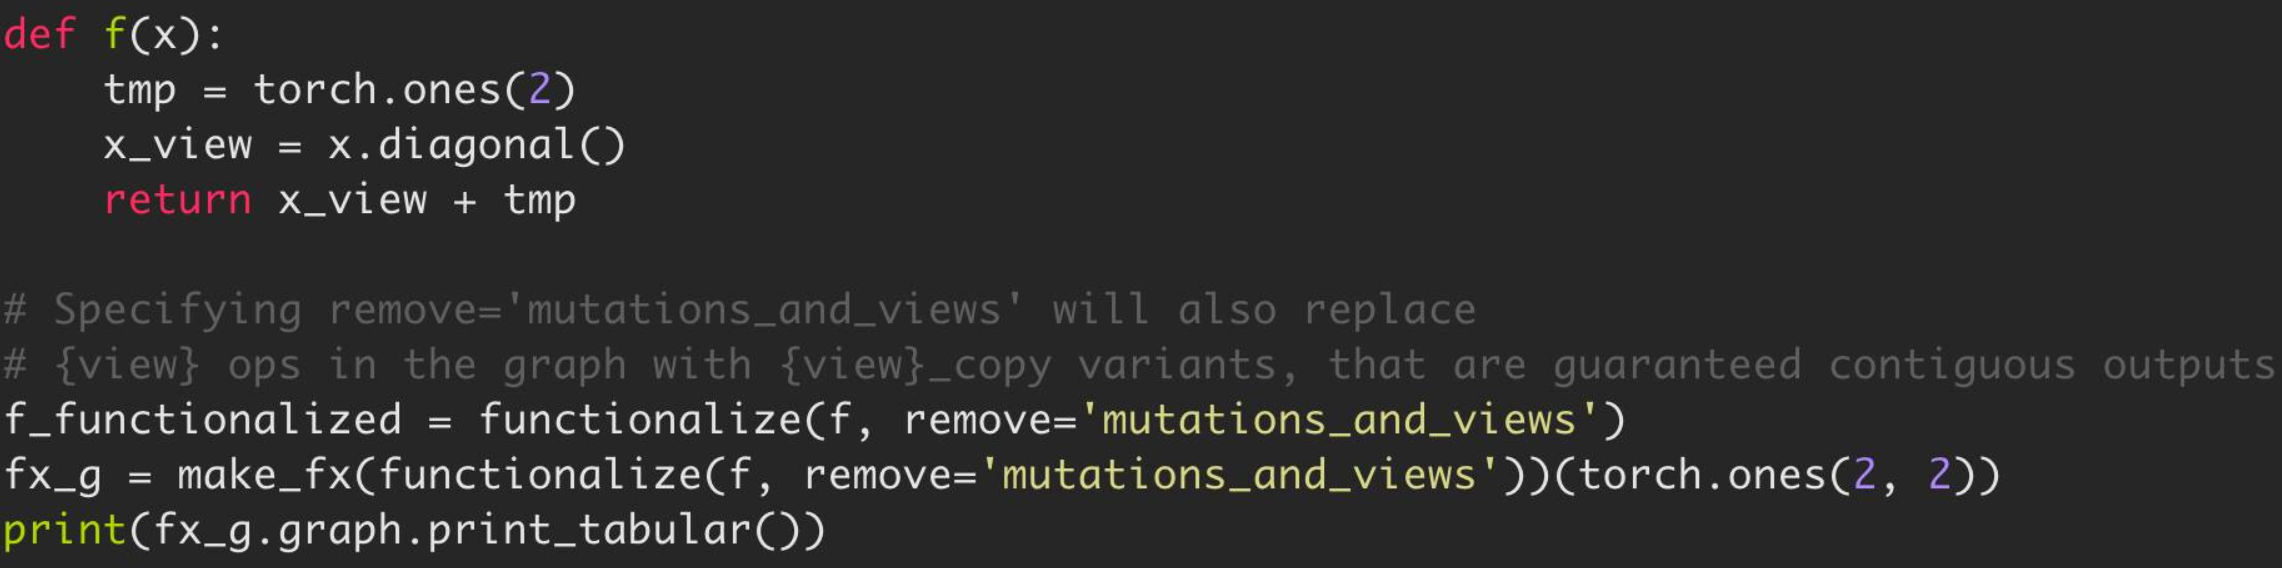 def f(x):
    tmp = torch.ones(2)
    x_view = x.diagonal()
    return x_view + tmp

# Specifying remove='mutations_and_views' will also replace
# {view} ops in the graph with {view}_copy variants, that are guaranteed contiguous outputs
f_functionalized = functionalize(f, remove='mutations_and_views')
fx_g = make_fx(functionalize(f, remove='mutations_and_views'))(torch.ones(2, 2))
print(fx_g.graph.print_tabular())